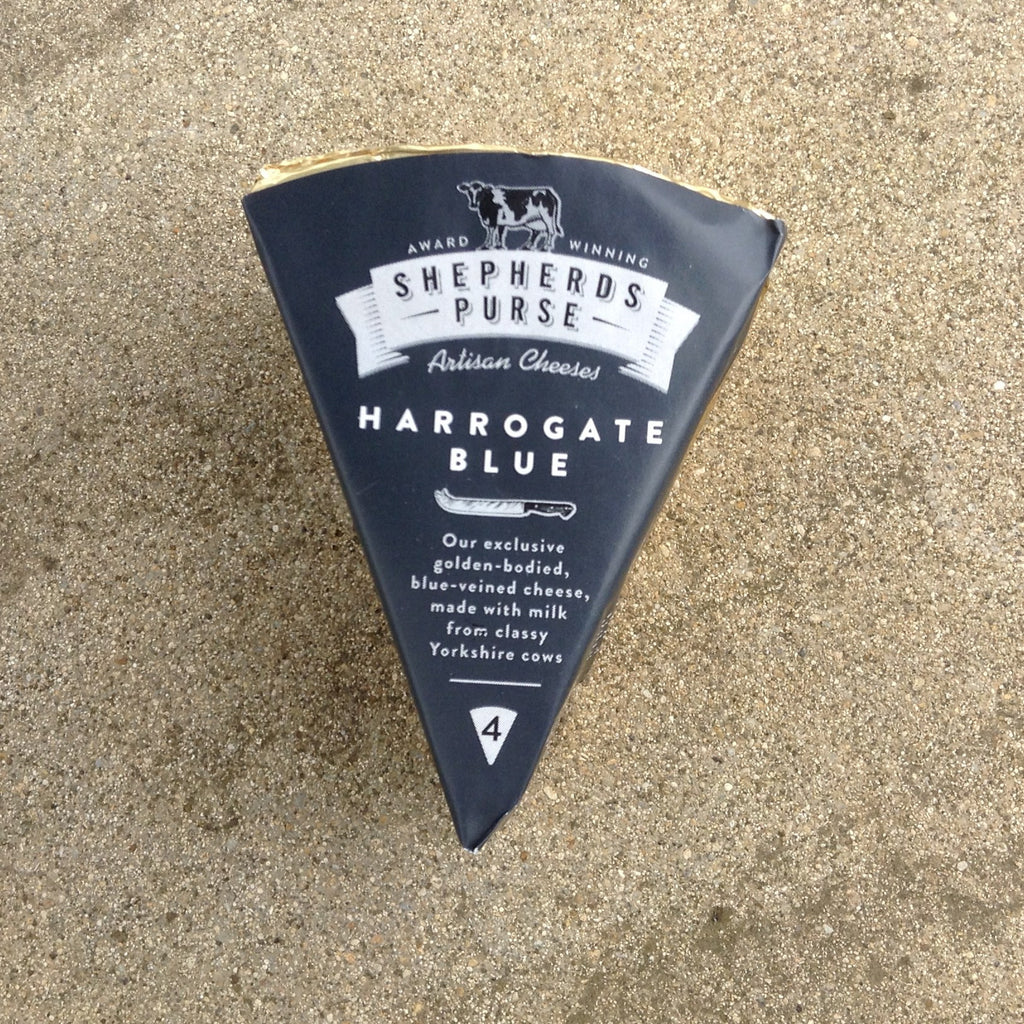 AWARD WINNING
SHEPHERDS
PURSE
Artisan Cheeses
HARROGATE
BLUE
Our exclusive
golden-bodied,
blue-veined cheese,
made with milk
from classy
Yorkshire cows
4